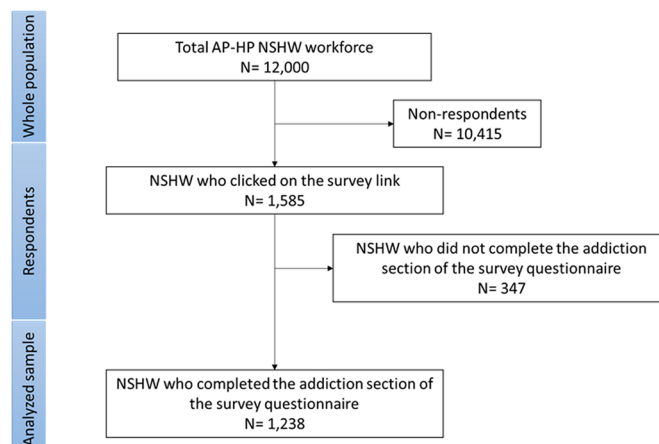 Whole population
Total AP-HP NSHW workforce
N= 12,000
Non-respondents
N= 10,415
Respondents
NSHW who clicked on the survey link
N= 1,585
NSHW who did not complete the addiction
section of the survey questionnaire
N= 347
Analyzed sample
NSHW who completed the addiction section of
the survey questionnaire
N= 1,238